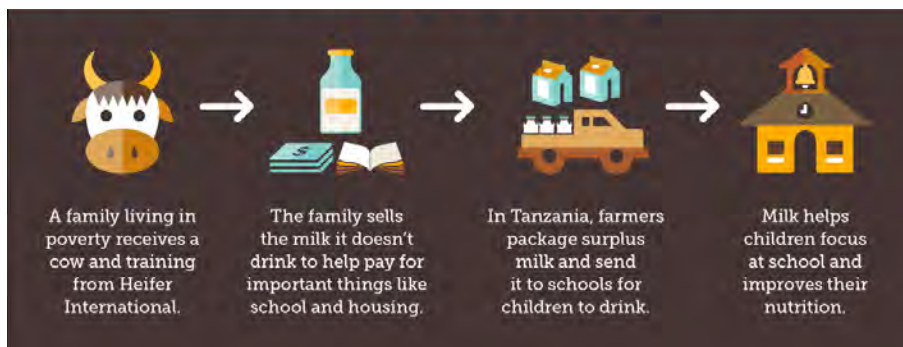 A family living in
poverty receives a
cow and training
from Heifer
International.
The family sells
the milk it doesn't
drink to help pay for
important things like
school and housing.
In Tanzania, farmers
package surplus
milk and send
it to schools for
children to drink.
Milk helps
children focus
at school and
improves their
nutrition.